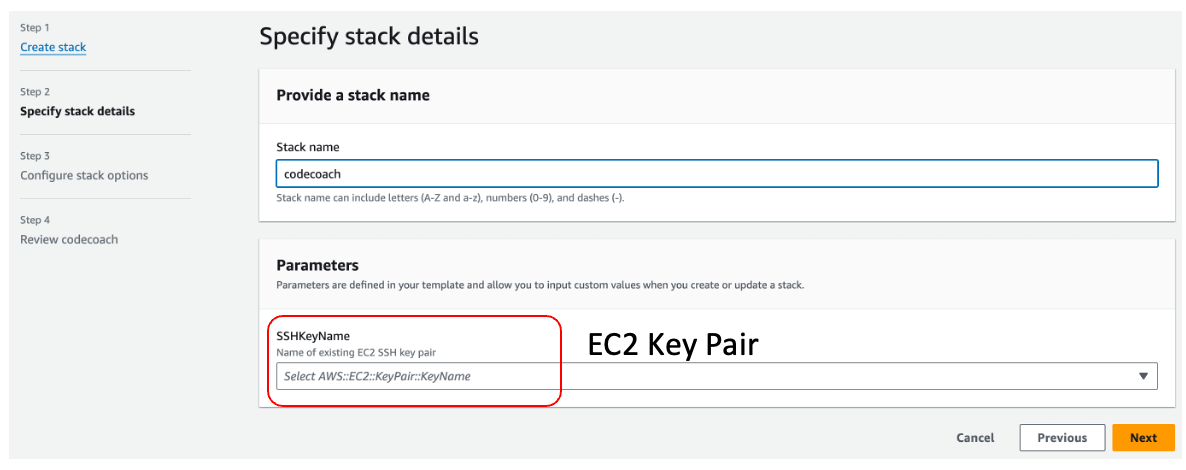 Step 1
Create stack
Step 2
Specify stack details
Step 3
Configure stack options
Step 4
Review codecoach
Specify stack details
Provide a stack name
Stack name
codecoach
Stack name can include letters (A-Z and a-z), numbers (0-9), and dashes (-).
Parameters
Parameters are defined in your template and allow you to input custom values when you create or update a stack.
SSHKeyName
Name of existing EC2 SSH key pair
Select AWS::EC2::KeyPair::KeyName
EC2 Key Pair
Cancel
Previous
Next